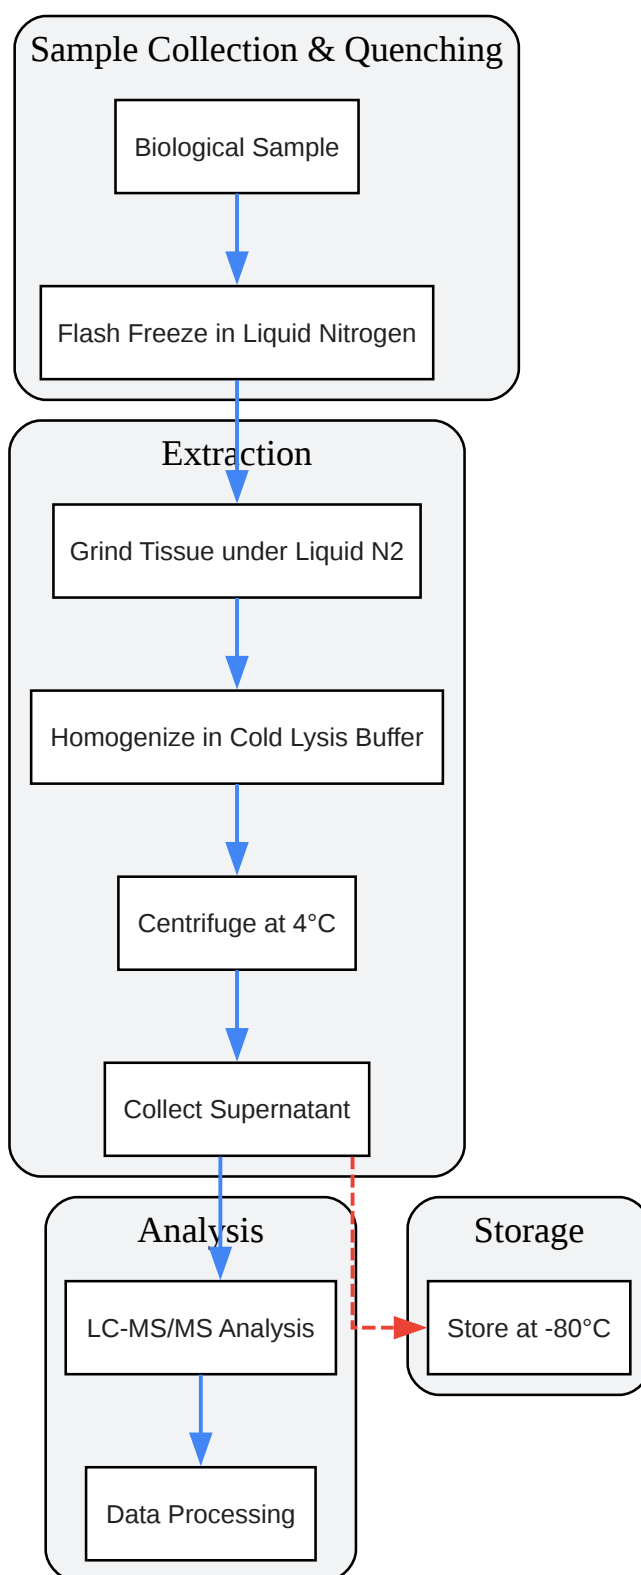 Sample Collection & Quenching
Biological Sample
Flash Freeze in Liquid Nitrogen
Extraction
Grind Tissue under Liquid N2
Homogenize in Cold Lysis Buffer
Centrifuge at 4°C
Collect Supernatant
Analysis
LC-MS/MS Analysis
Data Processing
Storage
Store at -80°C